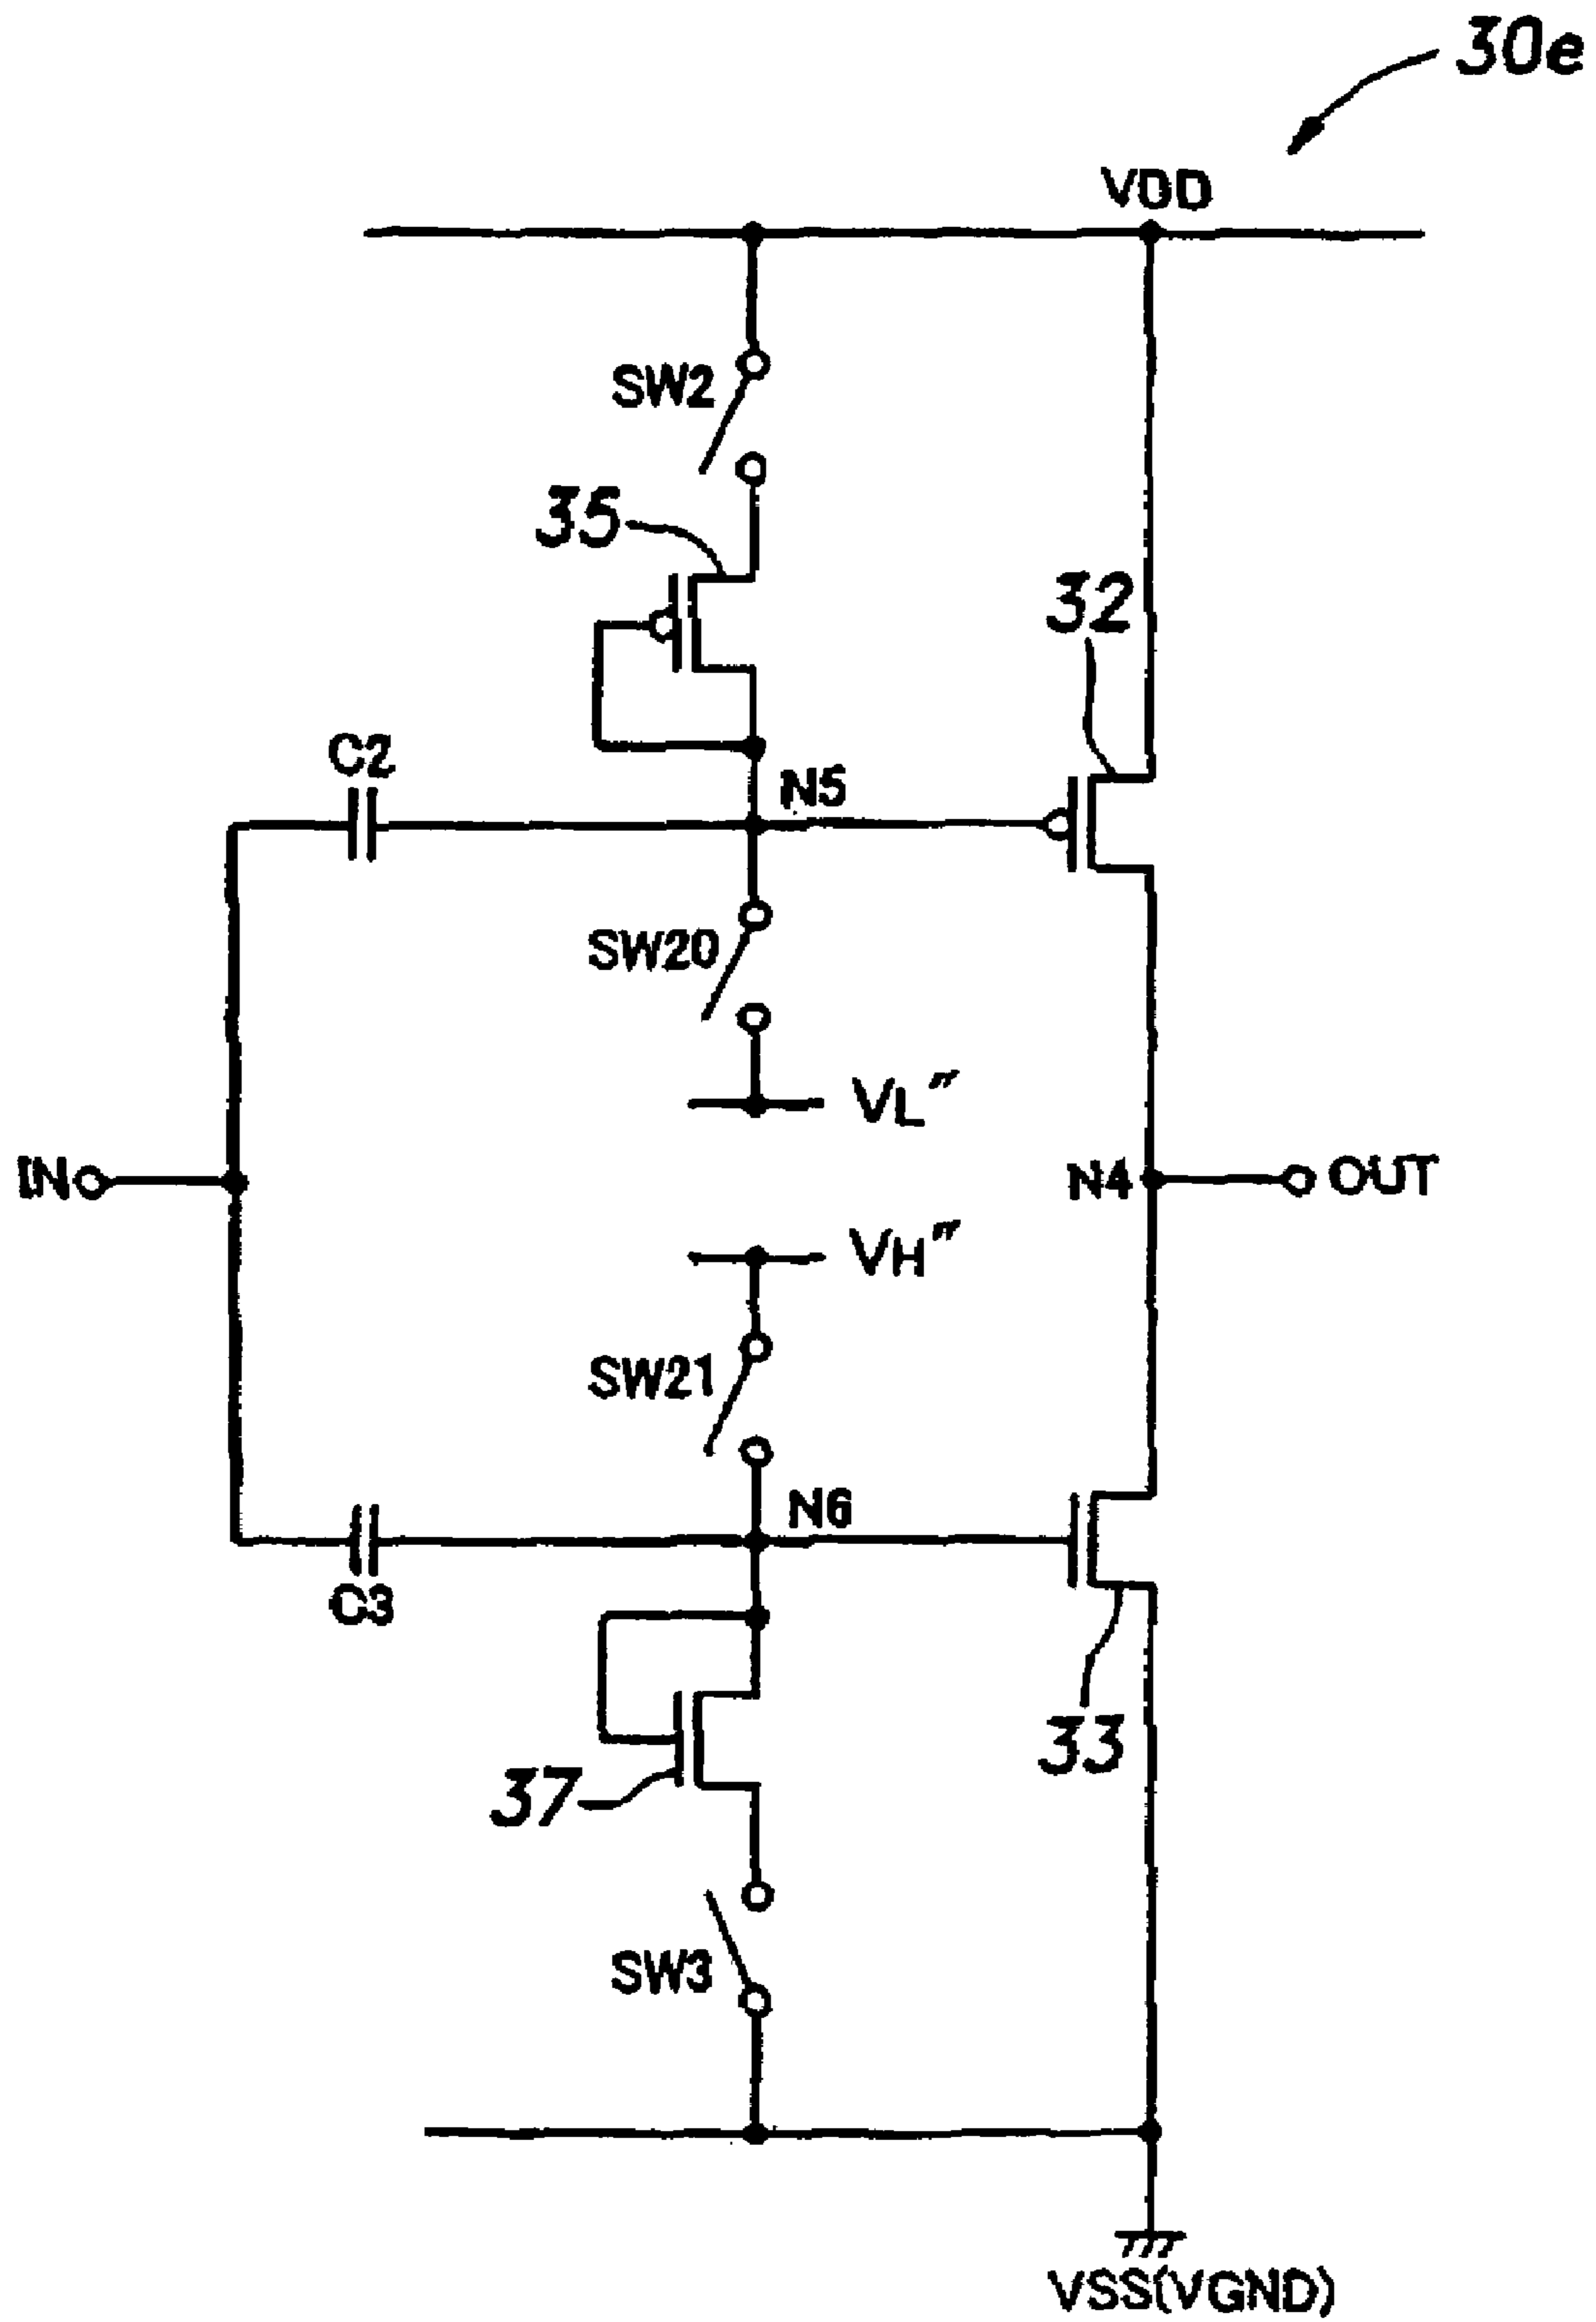 30e
VDD
SW2
35
32
C2
N5
SW20
VL‴
IN
N4
OUT
VH‴
SW21
N6
C3
33
37
SW3
VSS(VGND)